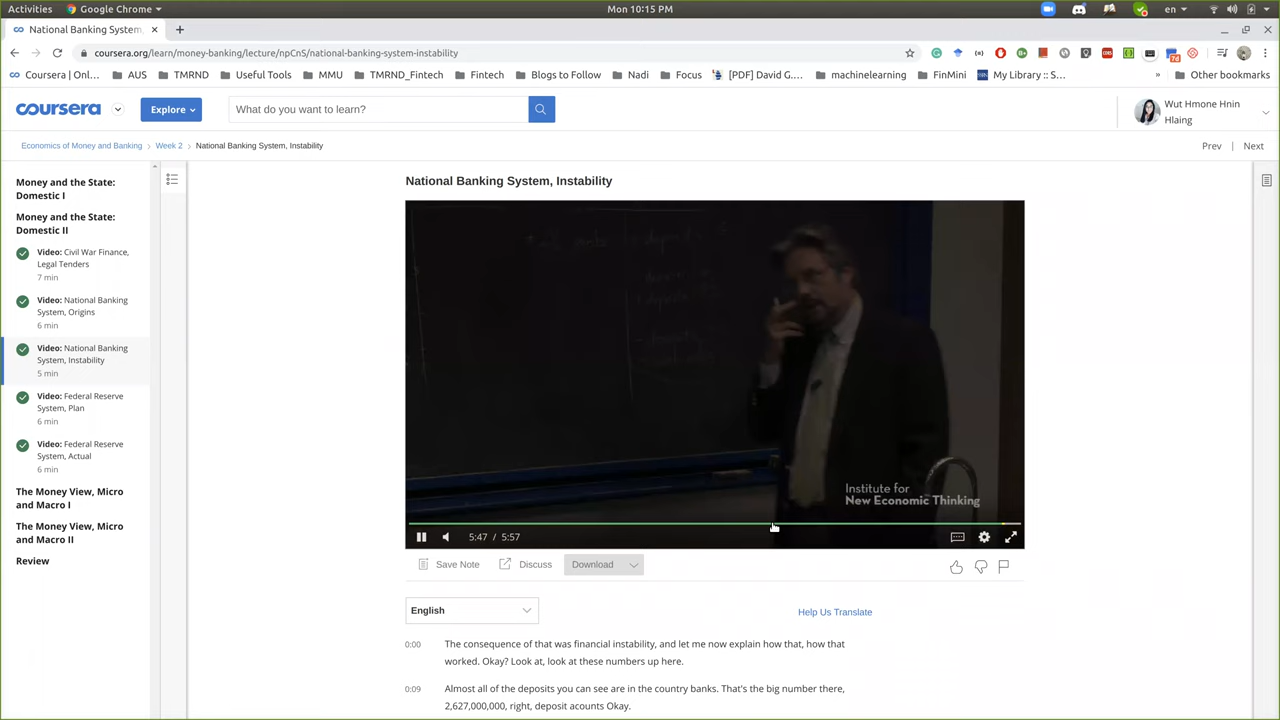 Activities
Google Chrome
Mon 10:15 PM
en
National Banking System,
coursera.org/learn/money-banking/lecture/npCnS/national-banking-system-instability
Coursera | Onl…
AUS
TMRND
Useful Tools
MMU
TMRND_Fintech
Fintech
Blogs to Follow
Nadi
Focus
[PDF] David G.…
machinelearning
FinMini
My Library :: S…
»
Other bookmarks
coursera
Explore
What do you want to learn?
Wut Hmone Hnin
Hlaing
Economics of Money and Banking
Week 2
National Banking System, Instability
Prev | Next
Money and the State:
Domestic I
Money and the State:
Domestic II
Video: Civil War Finance,
Legal Tenders
7 min
Video: National Banking
System, Origins
6 min
Video: National Banking
System, Instability
5 min
Video: Federal Reserve
System, Plan
6 min
Video: Federal Reserve
System, Actual
6 min
The Money View, Micro
and Macro I
The Money View, Micro
and Macro II
Review
National Banking System, Instability
deposits
Institute for
New Economic Thinking
5:47 / 5:57
Save Note
Discuss
Download
English
Help Us Translate
0:00
The consequence of that was financial instability, and let me now explain how that, how that
worked. Okay? Look at, look at these numbers up here.
0:09
Almost all of the deposits you can see are in the country banks. That's the big number there,
2,627,000,000, right, deposit acounts Okay.